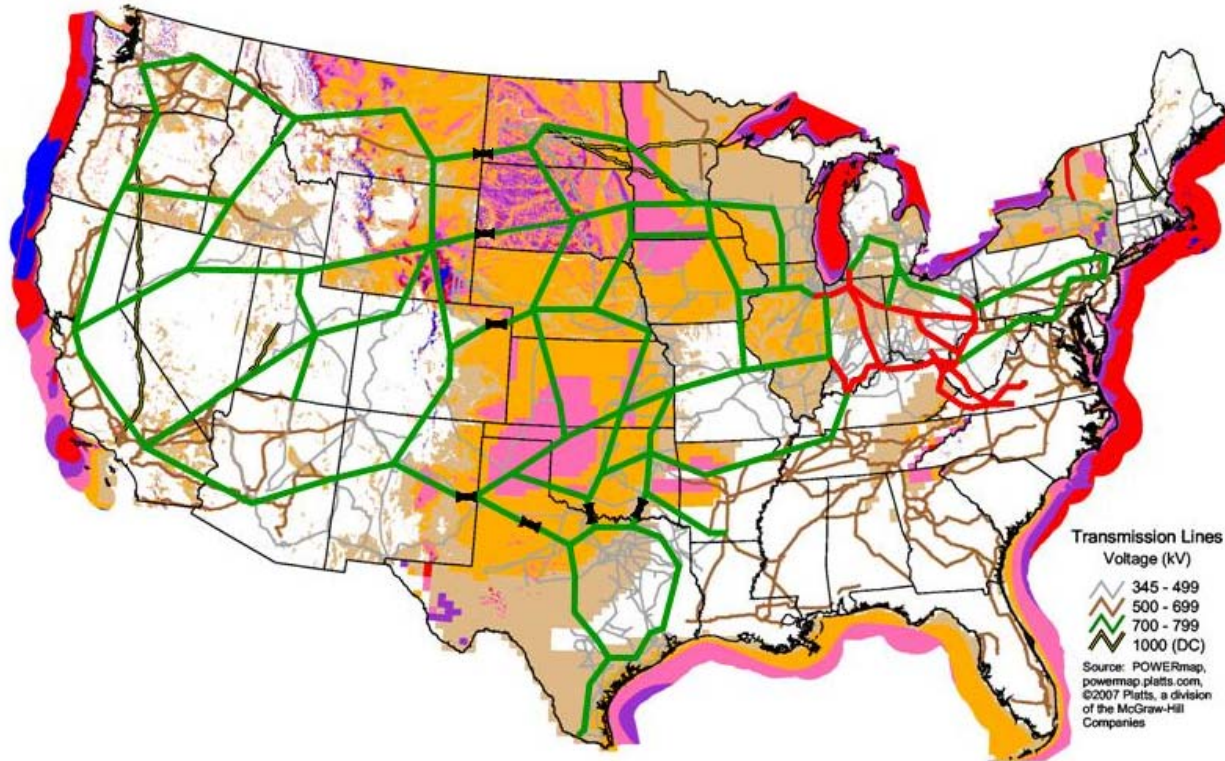 Transmission Lines
Voltage (kV)
345 - 499
500 - 699
700 - 799
1000 (DC)
Source: POWERmap,
powermap.platts.com,
©2007 Platts, a division
of the McGraw-Hill
Companies